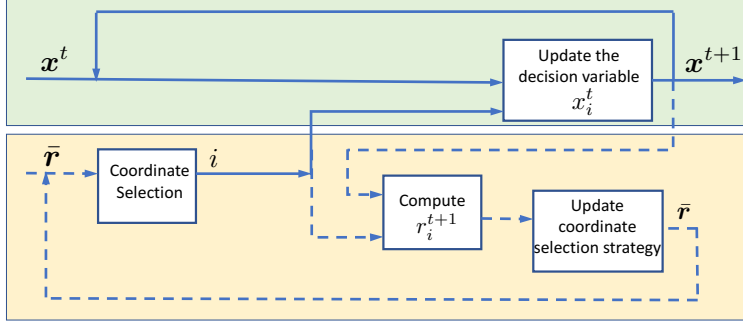 x^t
Update the
decision variable
x_i^t
x^{t+1}
r̄
Coordinate
Selection
i
Compute
r_i^{t+1}
Update
coordinate
selection strategy
r̄